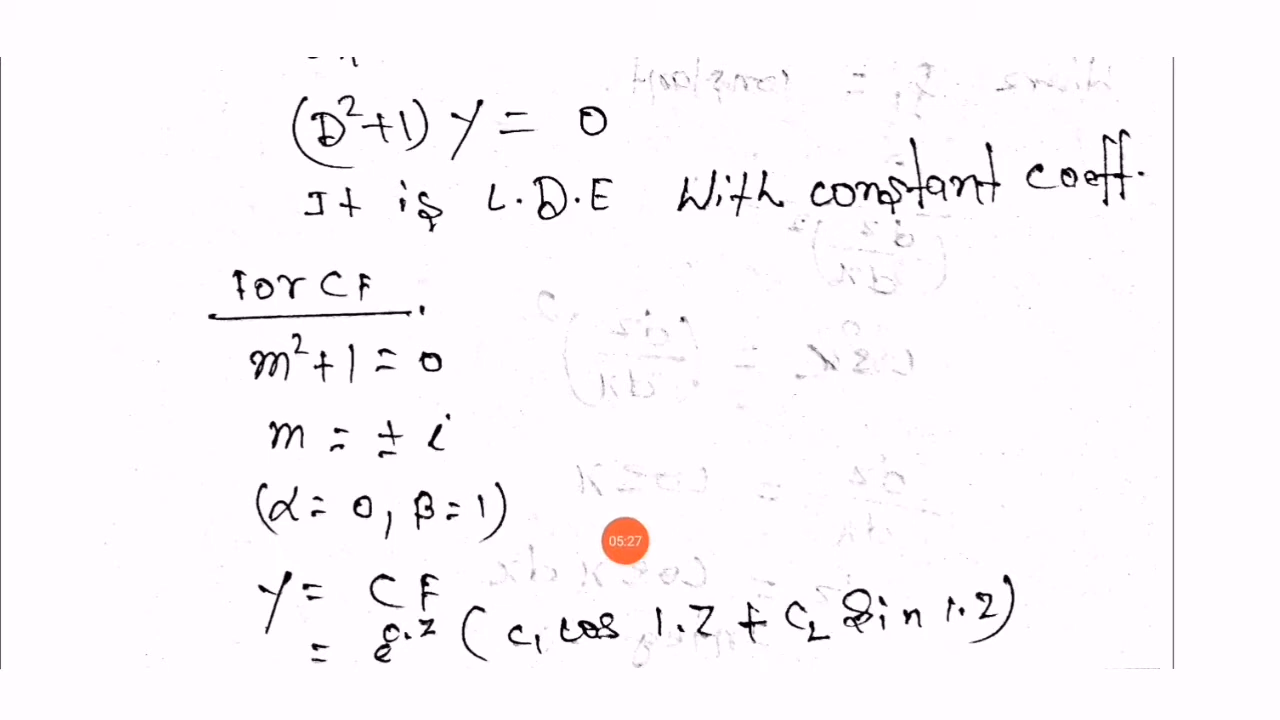 (D²+1) y = 0
It is L.D.E With constant coeff.
For CF
m²+1 = 0
m = ± i
(α = 0, β = 1)
05:27
y = CF
= e^0.z (c₁ cos 1.z + c₂ Sin 1.z)